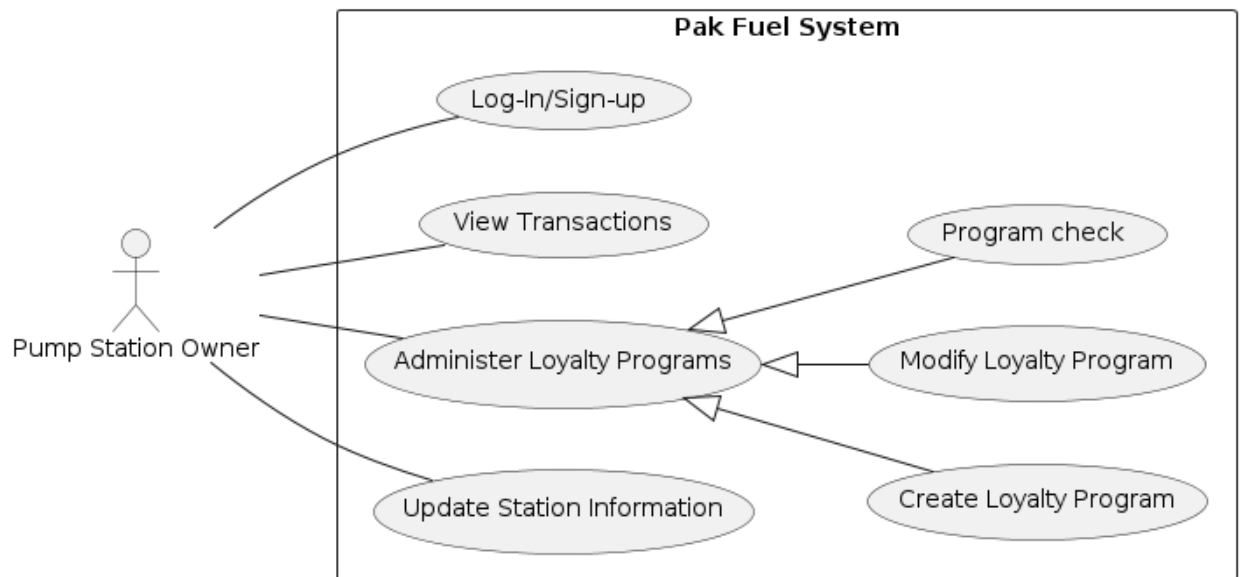 Pak Fuel System
Log-In/Sign-up
View Transactions
Program check
Pump Station Owner
Administer Loyalty Programs
Modify Loyalty Program
Update Station Information
Create Loyalty Program